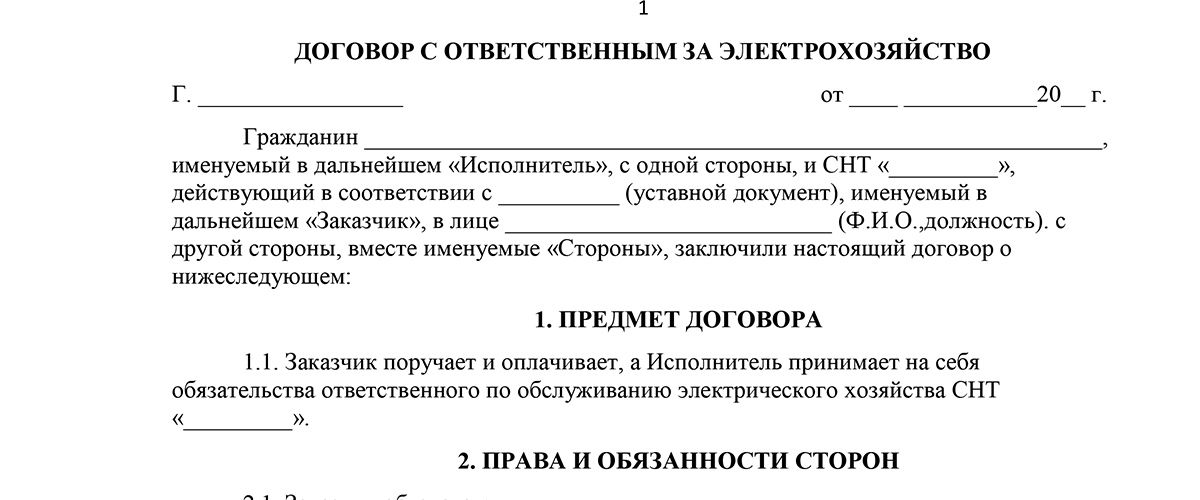 1
ДОГОВОР С ОТВЕТСТВЕННЫМ ЗА ЭЛЕКТРОХОЗЯЙСТВО
Г. _________________ от ____ ___________20__ г.
Гражданин ______________________________________________________________,
именуемый в дальнейшем «Исполнитель», с одной стороны, и СНТ «_________»,
действующий в соответствии с __________ (уставной документ), именуемый в
дальнейшем «Заказчик», в лице ___________________________ (Ф.И.О.,должность). с
другой стороны, вместе именуемые «Стороны», заключили настоящий договор о
нижеследующем:
1. ПРЕДМЕТ ДОГОВОРА
1.1. Заказчик поручает и оплачивает, а Исполнитель принимает на себя
обязательства ответственного по обслуживанию электрического хозяйства СНТ
«_________».
2. ПРАВА И ОБЯЗАННОСТИ СТОРОН